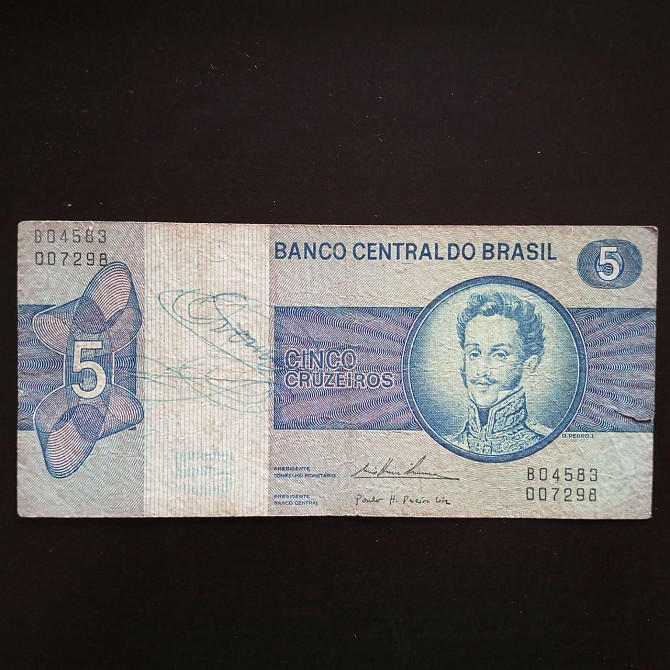 B04583
007298
BANCO CENTRAL DO BRASIL
5
5
CINCO
CRUZEIROS
D. PEDRO I
PRESIDENTE
CONSELHO MONETÁRIO
PRESIDENTE
BANCO CENTRAL
B04583
007298